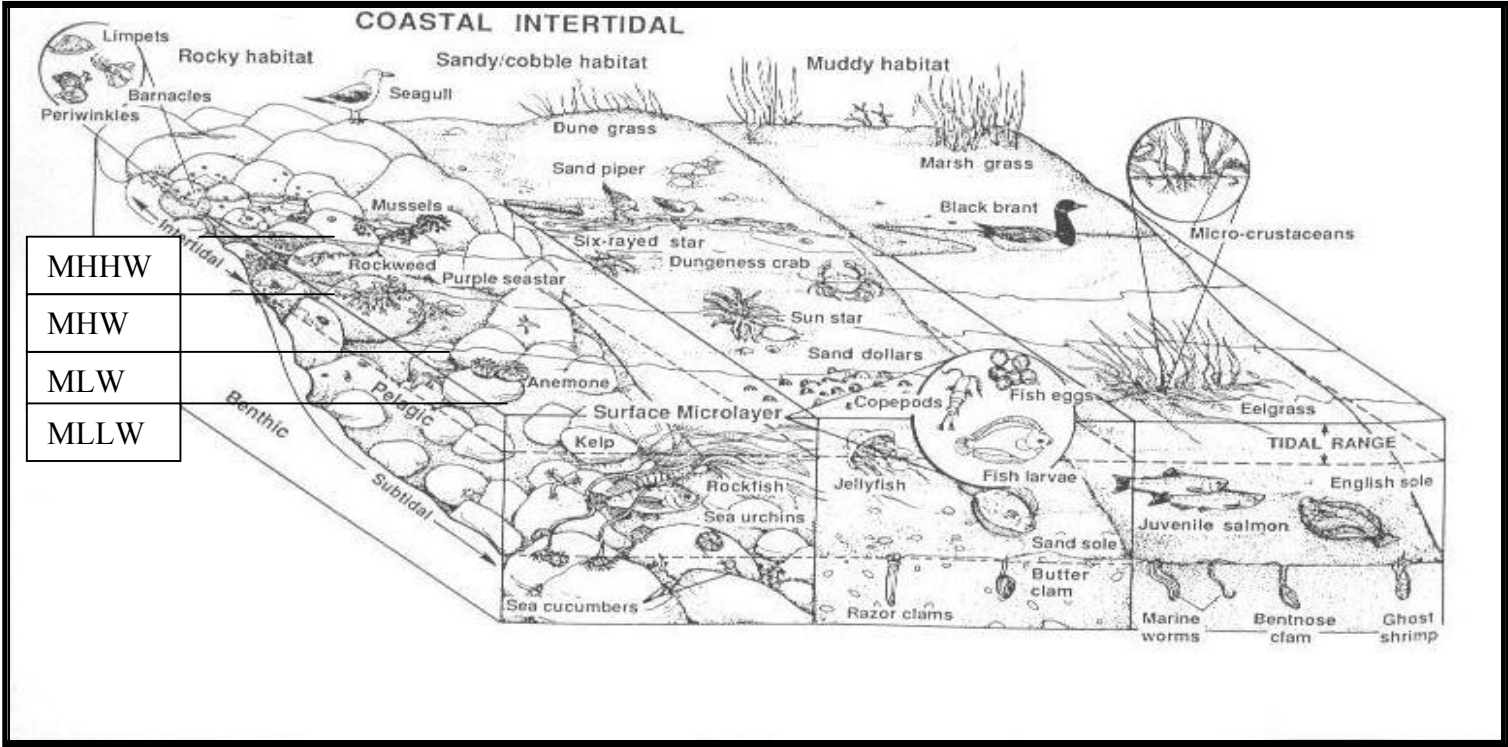 COASTAL INTERTIDAL
Limpets
Rocky habitat
Sandy/cobble habitat
Muddy habitat
Barnacles
Periwinkles
Seagull
Dune grass
Marsh grass
Sand piper
Mussels
Black brant
Intertidal
Six-rayed star
Micro-crustaceans
MHHW
Rockweed
Purple seastar
Dungeness crab
MHW
Sun star
Sand dollars
MLW
Anemone
Pelagic
Benthic
Copepods
Fish eggs
Surface Microlayer
Eelgrass
MLLW
Kelp
TIDAL RANGE
Rockfish
Jellyfish
Fish larvae
English sole
Subtidal
Sea urchins
Juvenile salmon
Sand sole
Sea cucumbers
Razor clams
Butter
clam
Marine
worms
Bentnose
clam
Ghost
shrimp